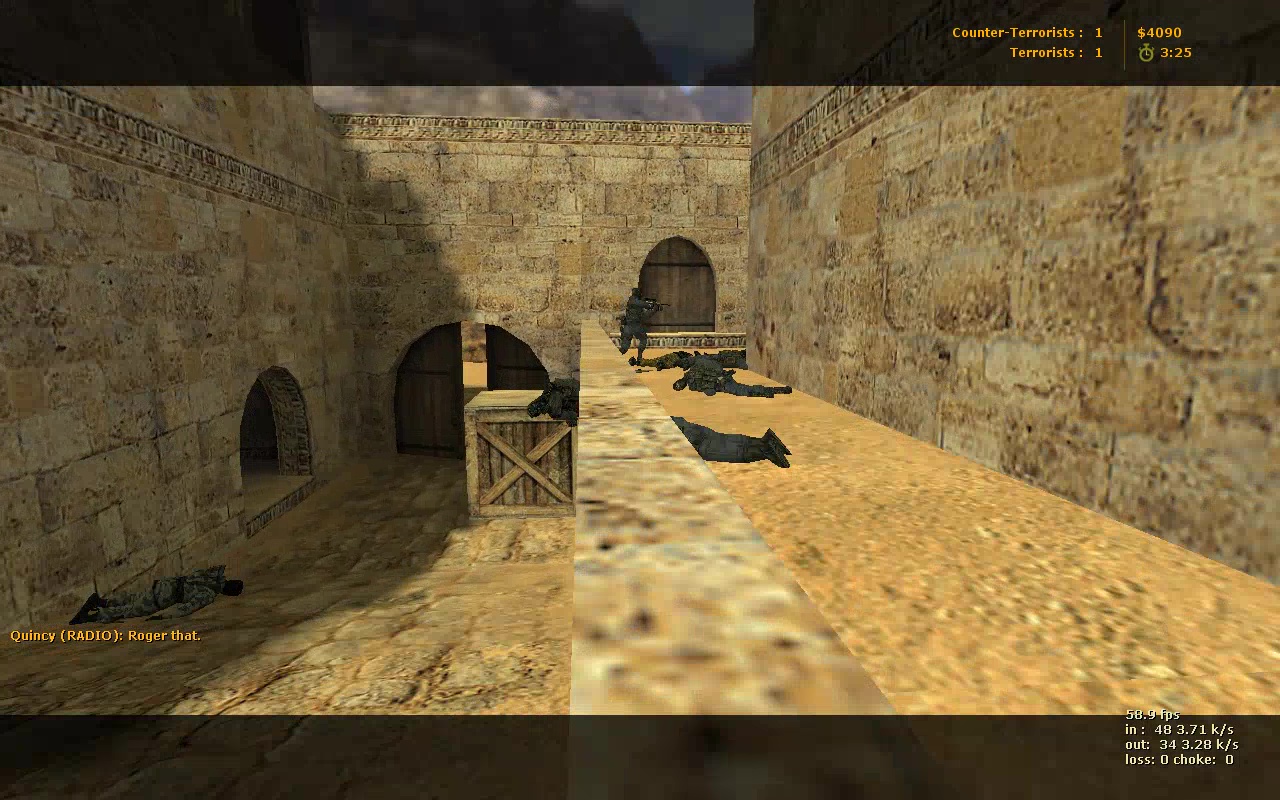 Counter-Terrorists : 1 $4090
Terrorists : 1 3:25
Quincy (RADIO): Roger that.
58.9 fps
in : 48 3.71 k/s
out: 34 3.28 k/s
loss: 0 choke: 0